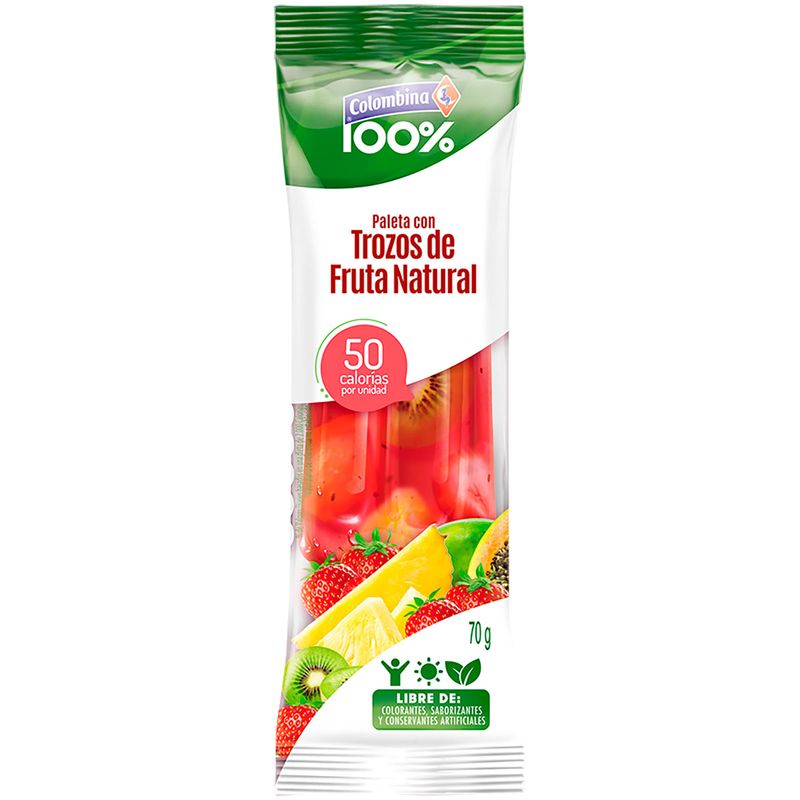 Colombina
100%
Paleta con
Trozos de
Fruta Natural
50
calorías
por unidad
70 g
LIBRE DE:
COLORANTES, SABORIZANTES
Y CONSERVANTES ARTIFICIALES